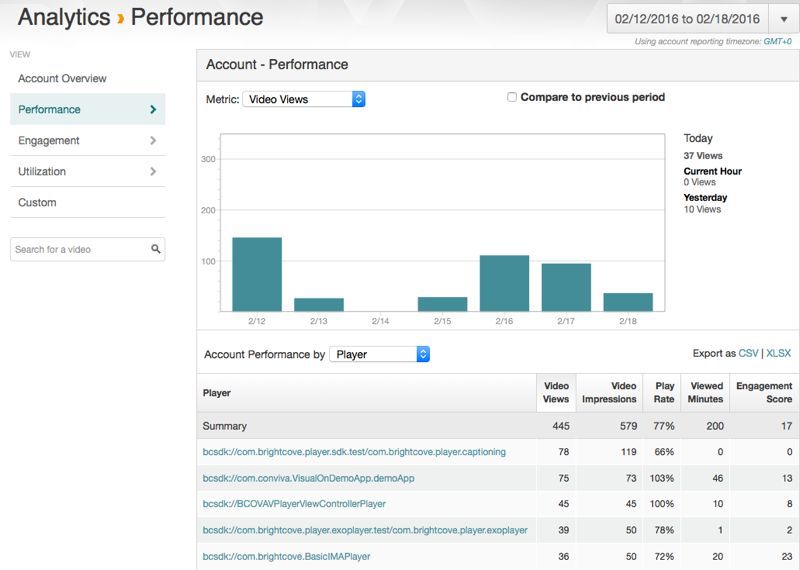 Analytics › Performance
02/12/2016 to 02/18/2016
Using account reporting timezone: GMT+0
VIEW
Account Overview
Performance
Engagement
Utilization
Custom
Search for a video
Account - Performance
Metric: Video Views
Compare to previous period
300
200
100
2/12 2/13 2/14 2/15 2/16 2/17 2/18
Today
37 Views
Current Hour
0 Views
Yesterday
10 Views
Account Performance by Player
Export as CSV | XLSX
Player Video Views Video Impressions Play Rate Viewed Minutes Engagement Score
Summary 445 579 77% 200 17
bcsdk://com.brightcove.player.sdk.test/com.brightcove.player.captioning 78 119 66% 0 0
bcsdk://com.conviva.VisualOnDemoApp.demoApp 75 73 103% 46 13
bcsdk://BCOVAVPlayerViewControllerPlayer 45 45 100% 10 8
bcsdk://com.brightcove.player.exoplayer.test/com.brightcove.player.exoplayer 39 50 78% 1 2
bcsdk://com.brightcove.BasicIMAPlayer 36 50 72% 20 23